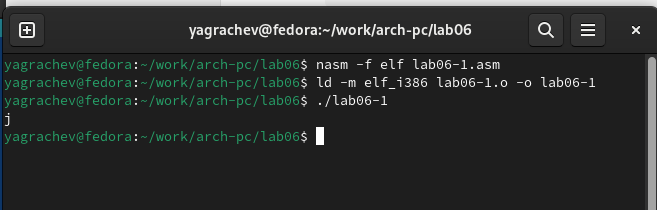 yagrachev@fedora:~/work/arch-pc/lab06
yagrachev@fedora:~/work/arch-pc/lab06$ nasm -f elf lab06-1.asm
yagrachev@fedora:~/work/arch-pc/lab06$ ld -m elf_i386 lab06-1.o -o lab06-1
yagrachev@fedora:~/work/arch-pc/lab06$ ./lab06-1
j
yagrachev@fedora:~/work/arch-pc/lab06$